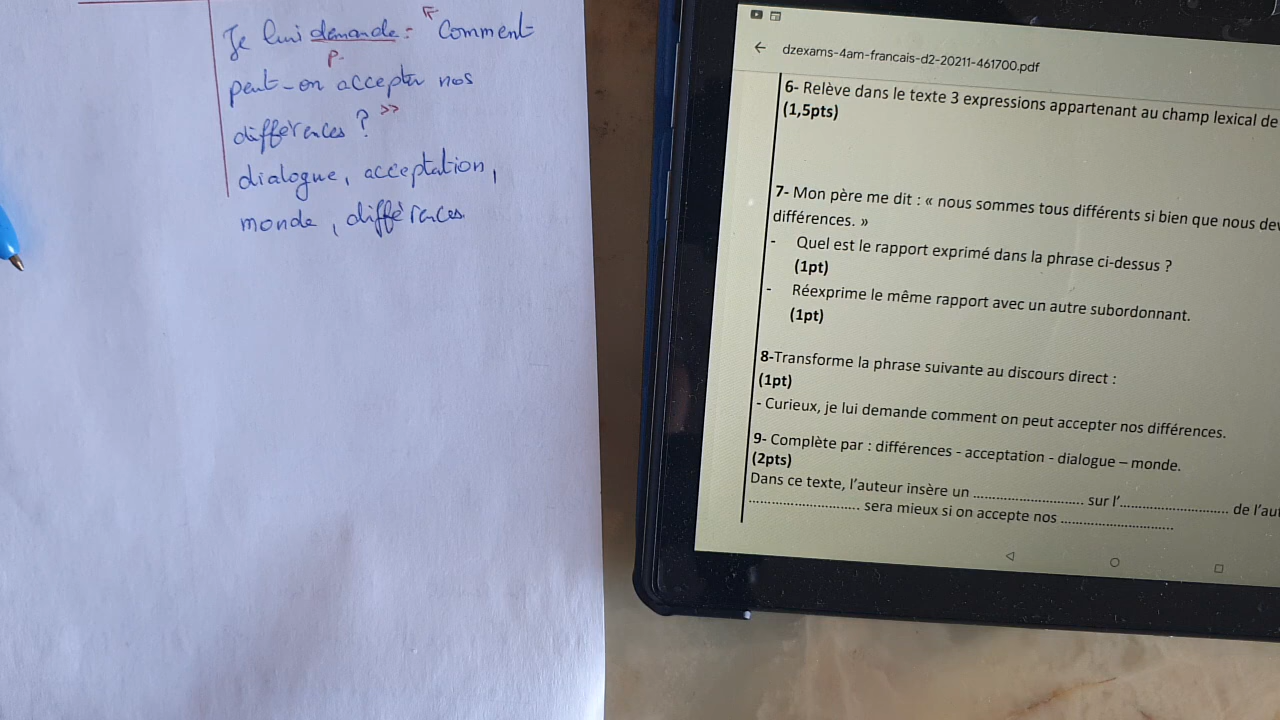 Je lui demande : « Comment
p.
peut-on accepter nos
différences ? »
dialogue, acceptation,
monde, différences
dzexams-4am-francais-d2-20211-461700.pdf
6- Relève dans le texte 3 expressions appartenant au champ lexical de
(1,5pts)
7- Mon père me dit : « nous sommes tous différents si bien que nous dev
différences. »
- Quel est le rapport exprimé dans la phrase ci-dessus ?
(1pt)
- Réexprime le même rapport avec un autre subordonnant.
(1pt)
8-Transforme la phrase suivante au discours direct :
(1pt)
- Curieux, je lui demande comment on peut accepter nos différences.
9- Complète par : différences - acceptation - dialogue – monde.
(2pts)
Dans ce texte, l'auteur insère un ............................ sur l'............................ de l'aut
............................ sera mieux si on accepte nos ............................